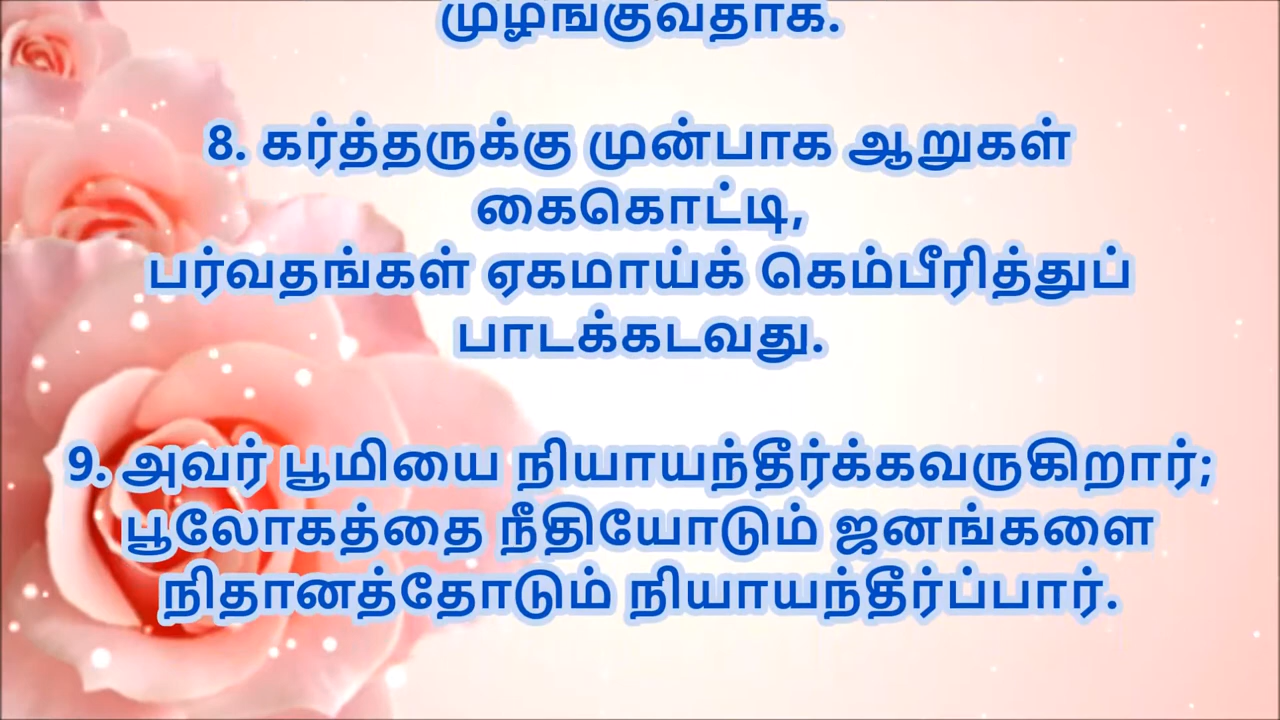 முழங்குவதாக.
8. கர்த்தருக்கு முன்பாக ஆறுகள்
கைகொட்டி,
பர்வதங்கள் ஏகமாய்க் கெம்பீரித்துப்
பாடக்கடவது.
9. அவர் பூமியை நியாயந்தீர்க்கவருகிறார்;
பூலோகத்தை நீதியோடும் ஜனங்களை
நிதானத்தோடும் நியாயந்தீர்ப்பார்.